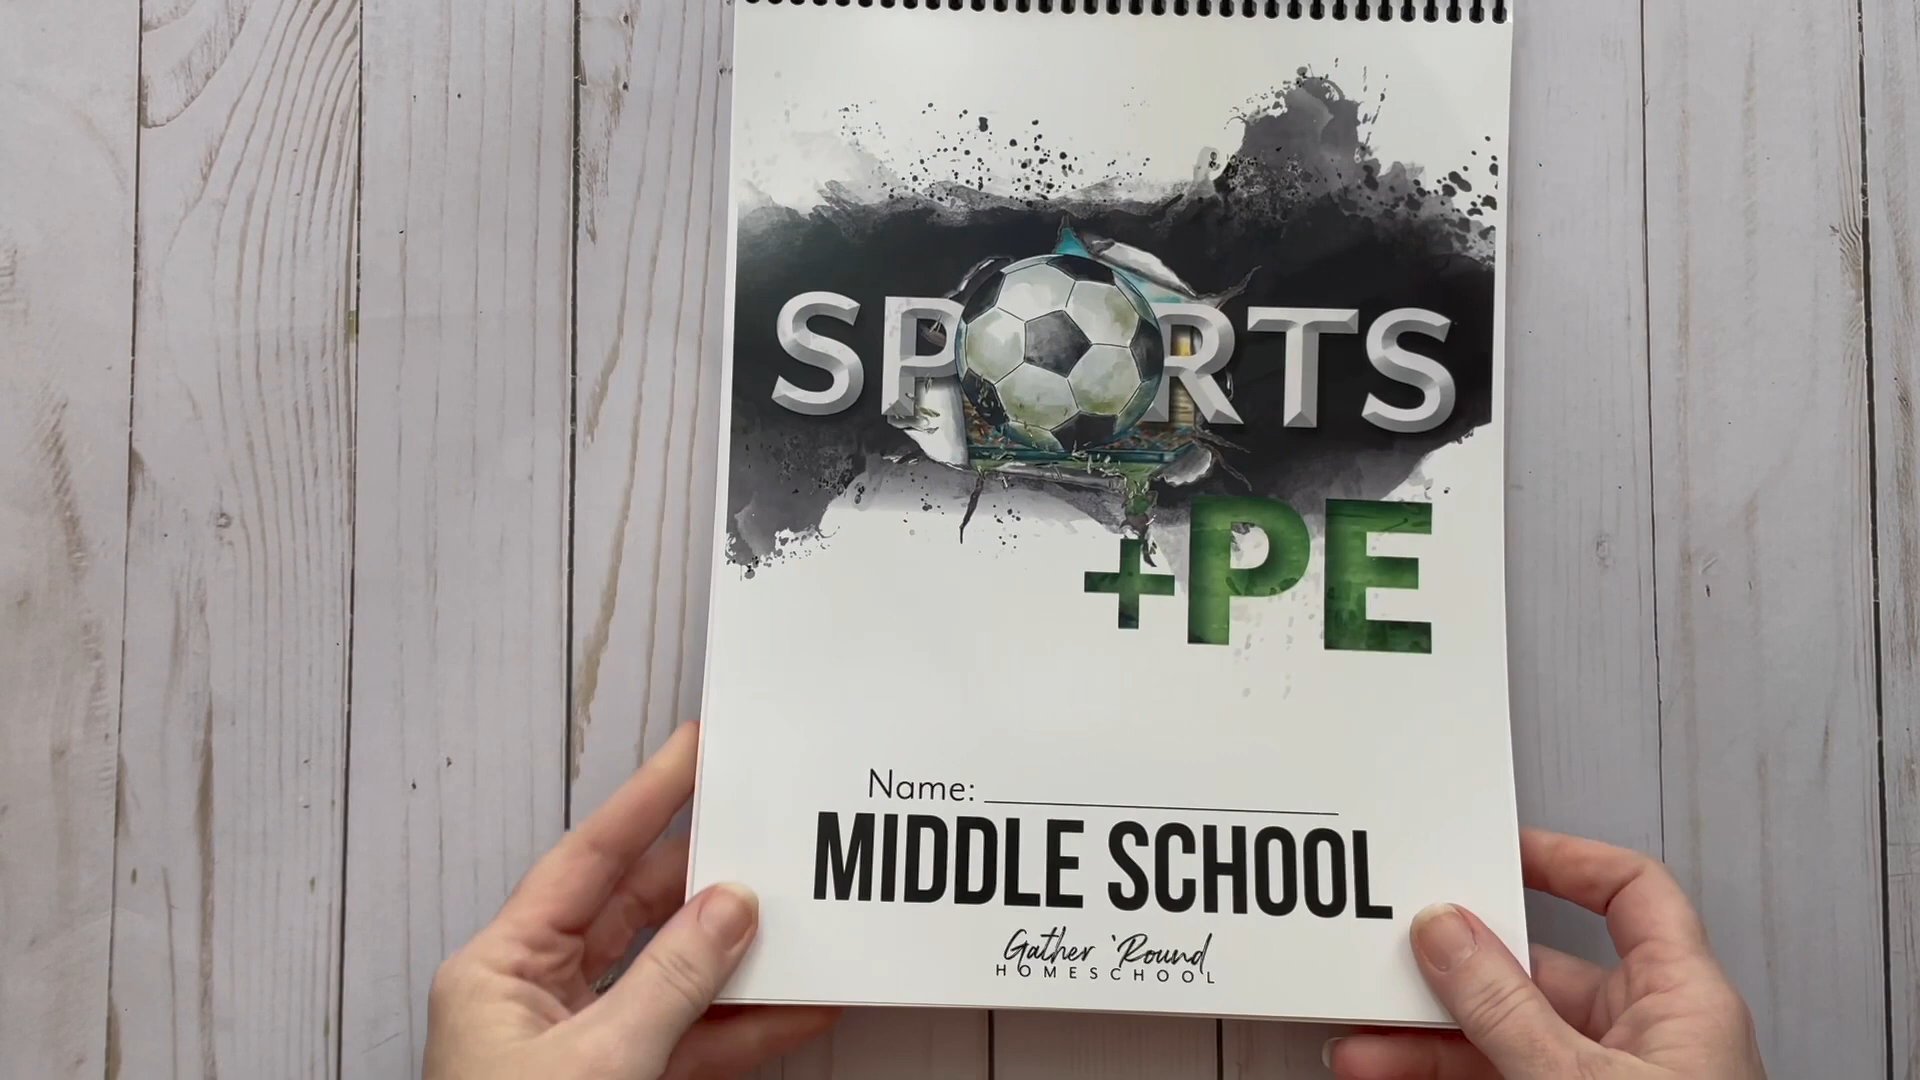 SPORTS
+PE
Name:
MIDDLE SCHOOL
Gather 'Round
HOMESCHOOL